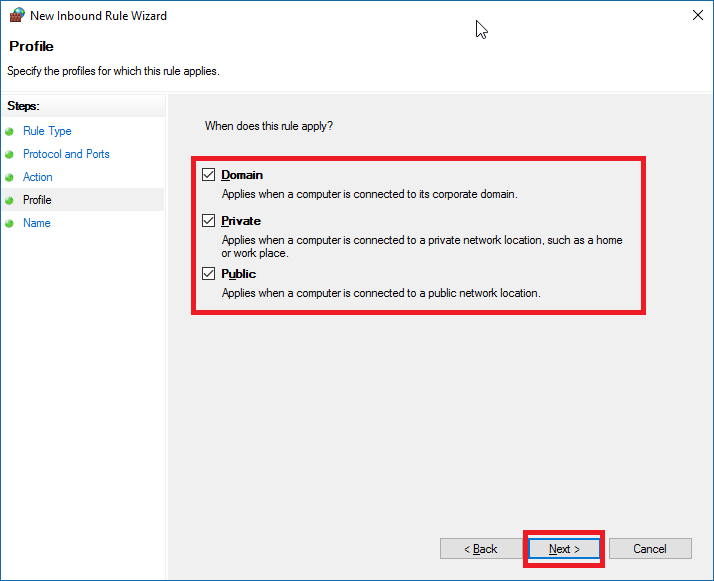 New Inbound Rule Wizard
Profile
Specify the profiles for which this rule applies.
Steps:
Rule Type
Protocol and Ports
Action
Profile
Name
When does this rule apply?
Domain
Applies when a computer is connected to its corporate domain.
Private
Applies when a computer is connected to a private network location, such as a home
or work place.
Public
Applies when a computer is connected to a public network location.
< Back
Next >
Cancel